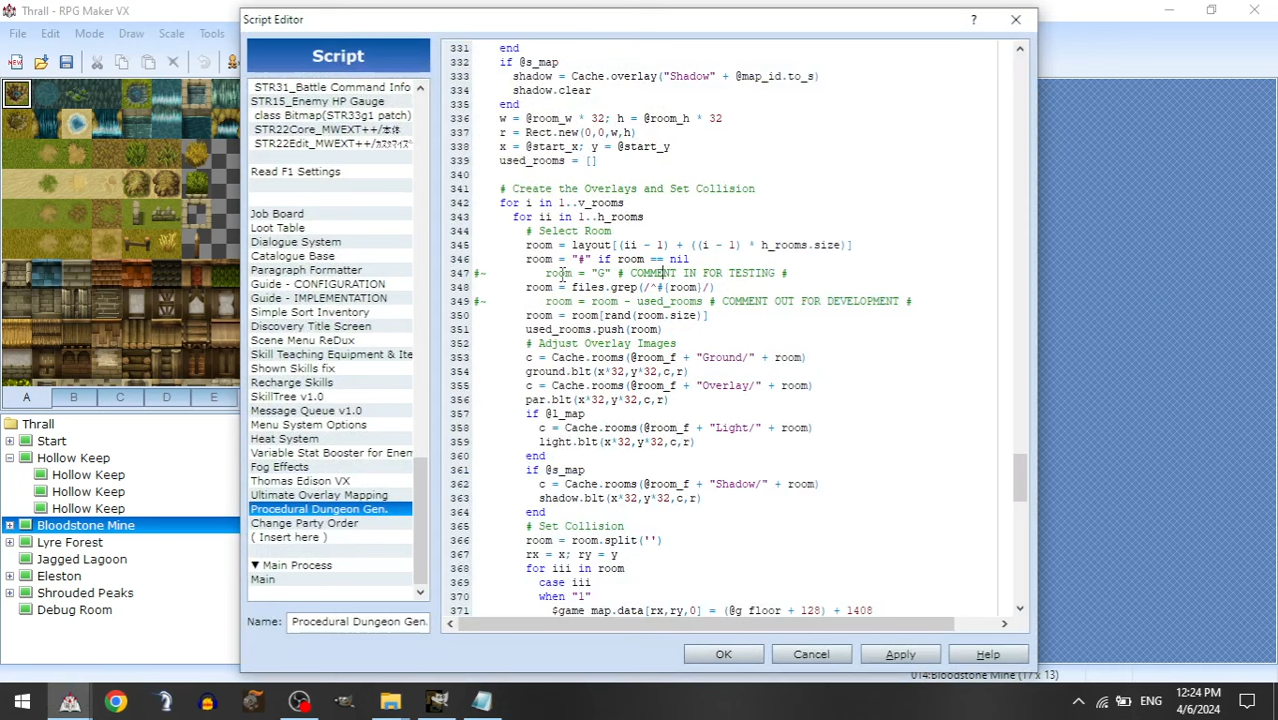 Thrall - RPG Maker VX
File Edit Mode Draw Scale Tools
NEW
A B C D E
Thrall
Start
Hollow Keep
Hollow Keep
Hollow Keep
Hollow Keep
Bloodstone Mine
Lyre Forest
Jagged Lagoon
Eleston
Shrouded Peaks
Debug Room
Script Editor
?
Script
STR31_Battle Command Info
STR15_Enemy HP Gauge
class Bitmap(STR33g1 patch)
STR22Core_MWEXT++/本体
STR22Edit_MWEXT++/ｶｽﾀﾏｲｽﾞ
Read F1 Settings
Job Board
Loot Table
Dialogue System
Catalogue Base
Paragraph Formatter
Guide - CONFIGURATION
Guide - IMPLEMENTATION
Simple Sort Inventory
Discovery Title Screen
Scene Menu ReDux
Skill Teaching Equipment & Ite
Shown Skills fix
Recharge Skills
SkillTree v1.0
Message Queue v1.0
Menu System Options
Heat System
Variable Stat Booster for Enem
Fog Effects
Thomas Edison VX
Ultimate Overlay Mapping
Procedural Dungeon Gen.
Change Party Order
( Insert here )
▼ Main Process
Main
Name: Procedural Dungeon Gen.
331 end
332 if @s_map
333 shadow = Cache.overlay("Shadow" + @map_id.to_s)
334 shadow.clear
335 end
336 w = @room_w * 32; h = @room_h * 32
337 r = Rect.new(0,0,w,h)
338 x = @start_x; y = @start_y
339 used_rooms = []
340
341 # Create the Overlays and Set Collision
342 for i in 1..v_rooms
343 for ii in 1..h_rooms
344 # Select Room
345 room = layout[(ii - 1) + ((i - 1) * h_rooms.size)]
346 room = "#" if room == nil
347 #~ room = "G" # COMMENT IN FOR TESTING #
348 room = files.grep(/^#{room}/)
349 #~ room = room - used_rooms # COMMENT OUT FOR DEVELOPMENT #
350 room = room[rand(room.size)]
351 used_rooms.push(room)
352 # Adjust Overlay Images
353 c = Cache.rooms(@room_f + "Ground/" + room)
354 ground.blt(x*32,y*32,c,r)
355 c = Cache.rooms(@room_f + "Overlay/" + room)
356 par.blt(x*32,y*32,c,r)
357 if @l_map
358 c = Cache.rooms(@room_f + "Light/" + room)
359 light.blt(x*32,y*32,c,r)
360 end
361 if @s_map
362 c = Cache.rooms(@room_f + "Shadow/" + room)
363 shadow.blt(x*32,y*32,c,r)
364 end
365 # Set Collision
366 room = room.split('')
367 rx = x; ry = y
368 for iii in room
369 case iii
370 when "1"
371 $game_map.data[rx,ry,0] = (@g_floor + 128) + 1408
OK Cancel Apply Help
014:Bloodstone Mine (17 x 13)
ENG
12:24 PM
4/6/2024